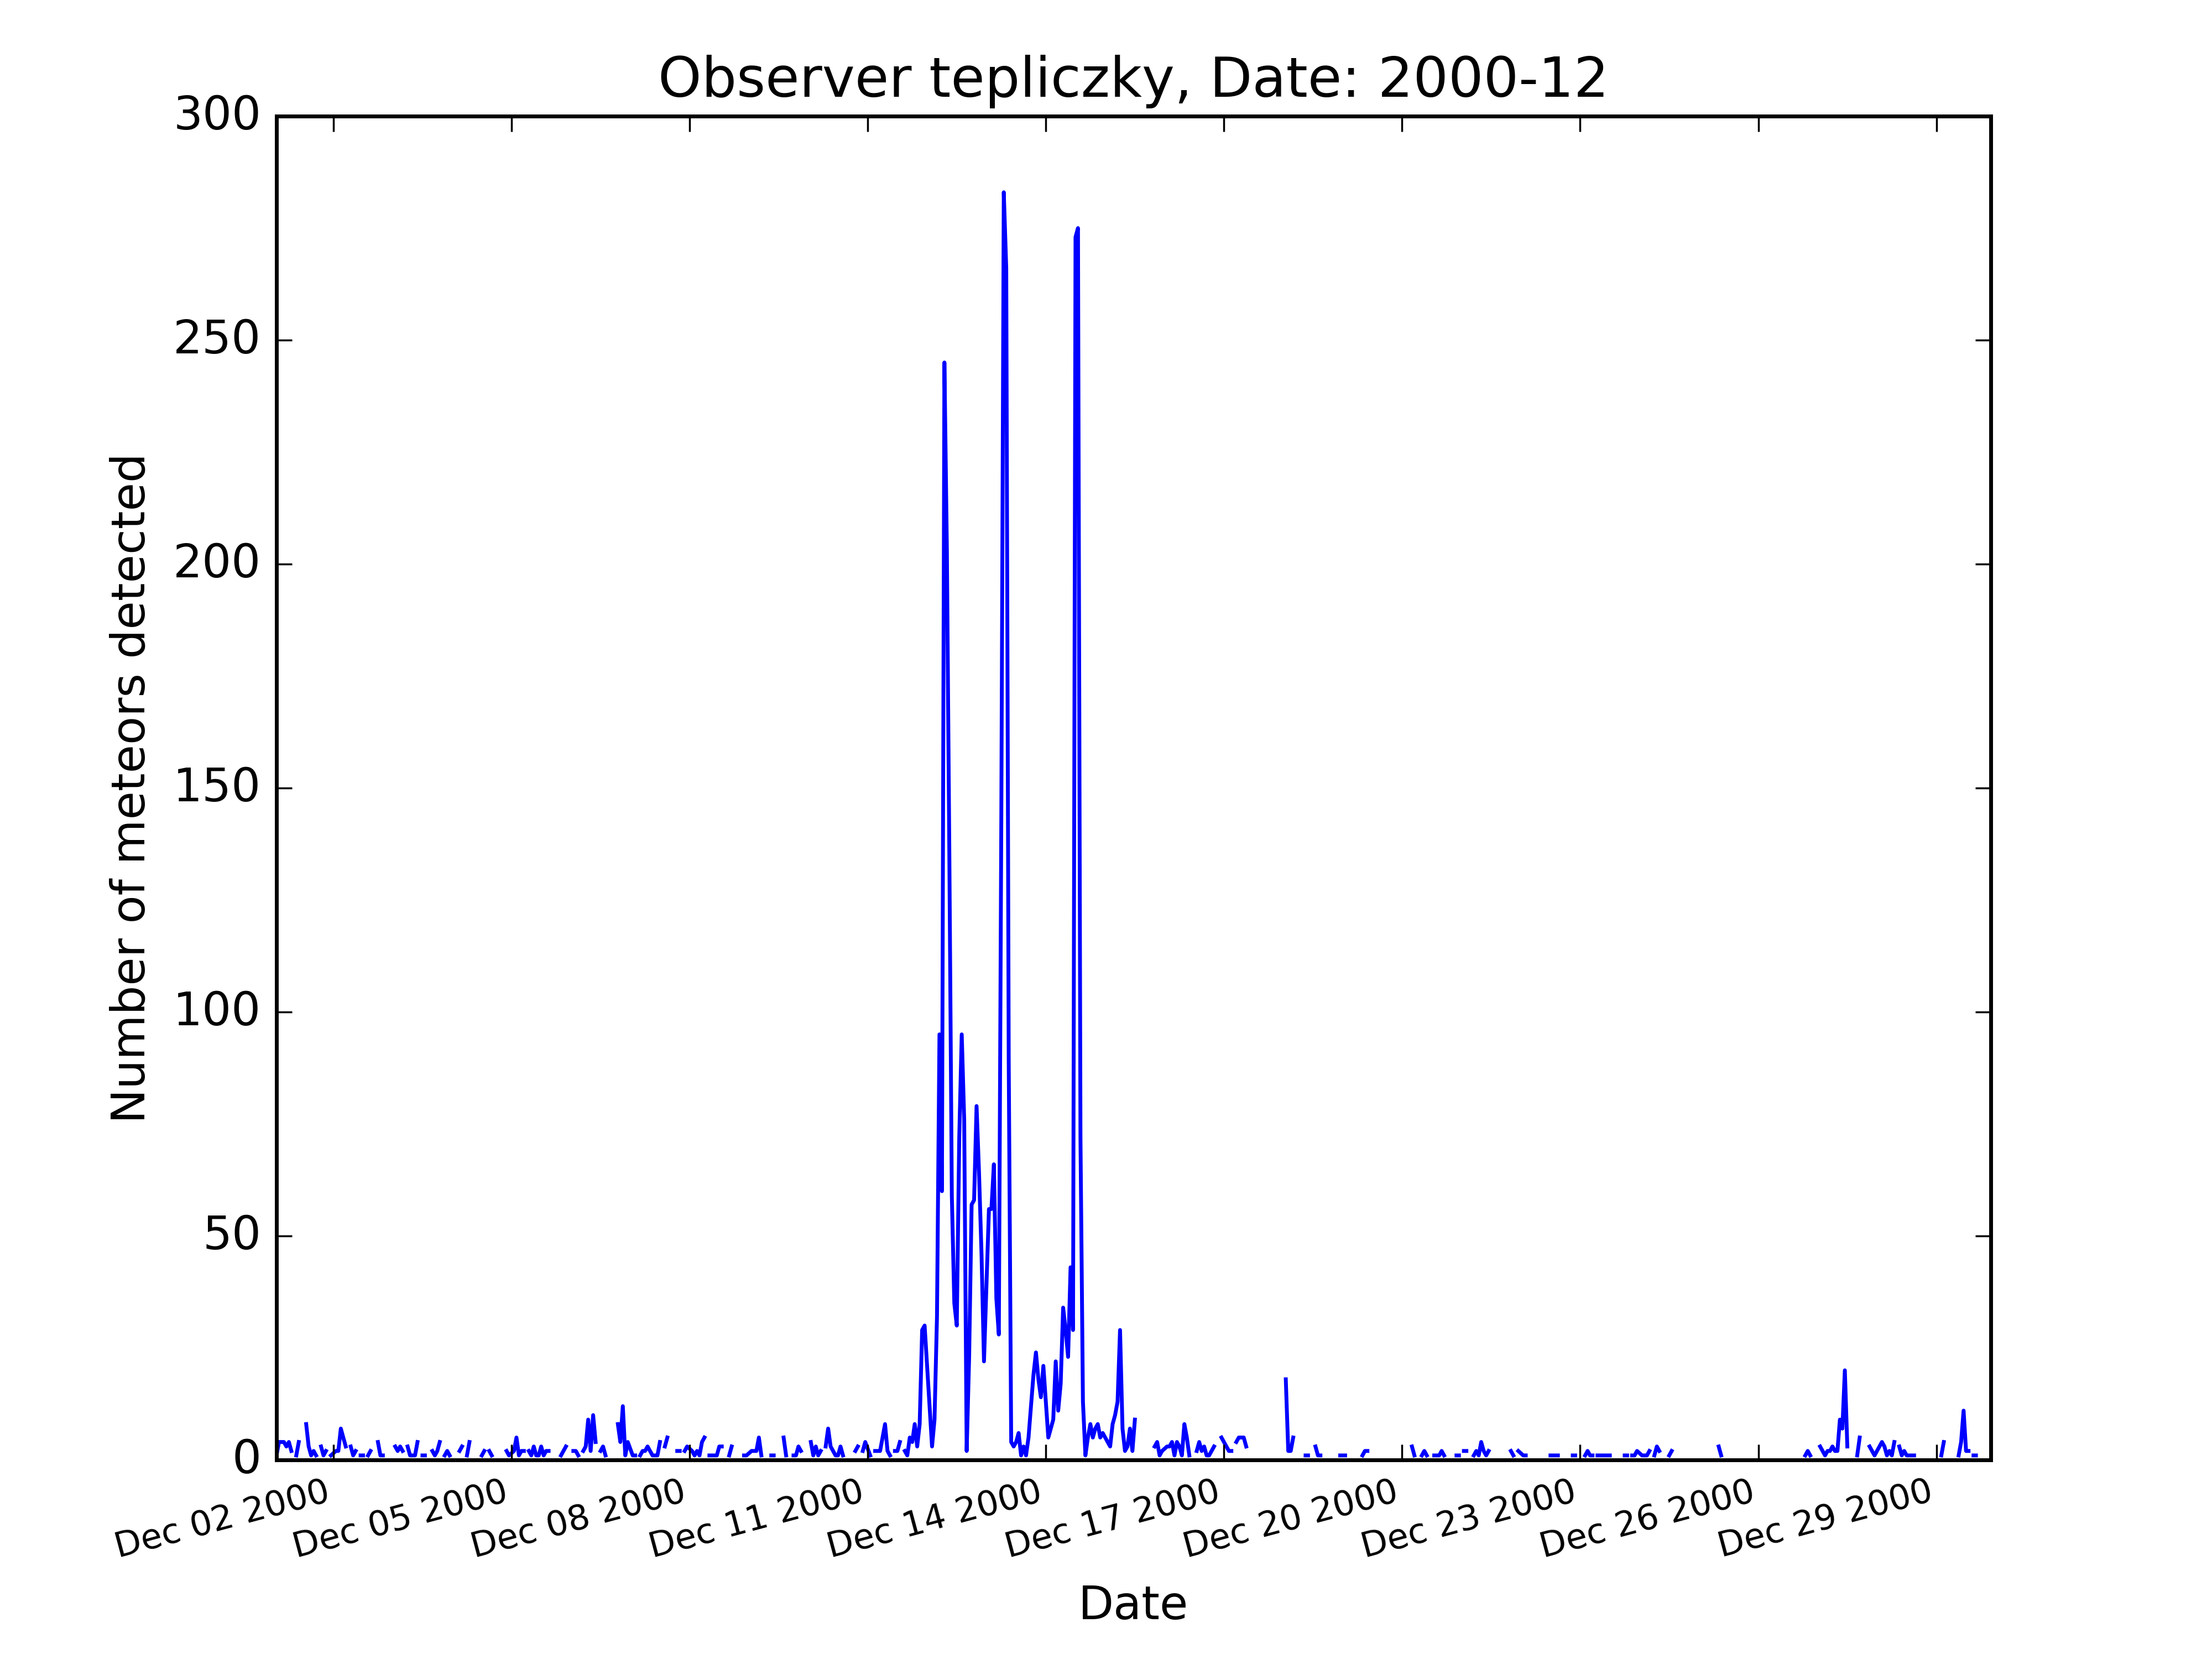 Observer tepliczky, Date: 2000-12
Number of meteors detected
300
250
200
150
100
50
0
Dec 02 2000
Dec 05 2000
Dec 08 2000
Dec 11 2000
Dec 14 2000
Dec 17 2000
Dec 20 2000
Dec 23 2000
Dec 26 2000
Dec 29 2000
Date